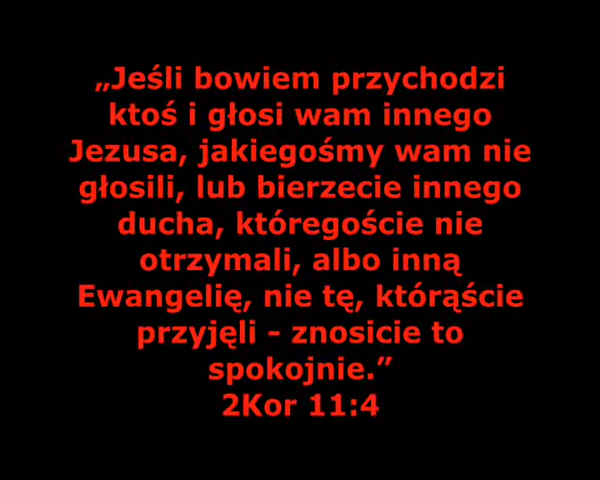 „Jeśli bowiem przychodzi
ktoś i głosi wam innego
Jezusa, jakiegośmy wam nie
głosili, lub bierzecie innego
ducha, któregoście nie
otrzymali, albo inną
Ewangelię, nie tę, którąście
przyjęli - znosicie to
spokojnie.”
2Kor 11:4